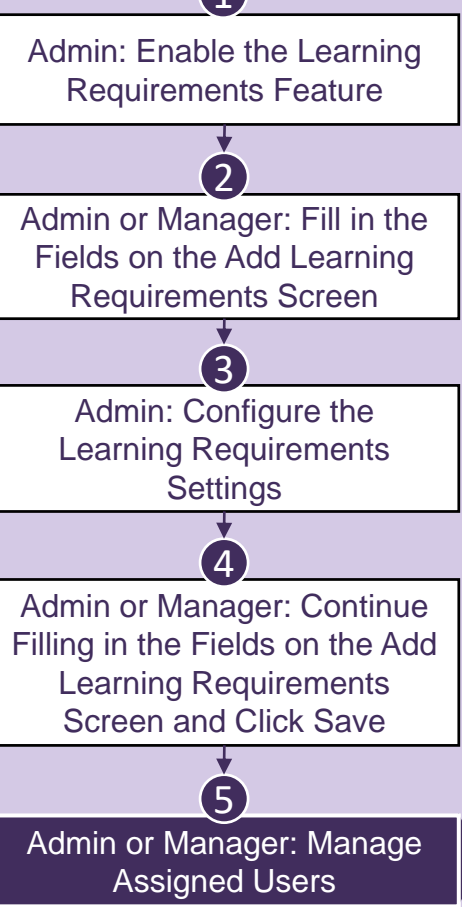 1
Admin: Enable the Learning
Requirements Feature
2
Admin or Manager: Fill in the
Fields on the Add Learning
Requirements Screen
3
Admin: Configure the
Learning Requirements
Settings
4
Admin or Manager: Continue
Filling in the Fields on the Add
Learning Requirements
Screen and Click Save
5
Admin or Manager: Manage
Assigned Users